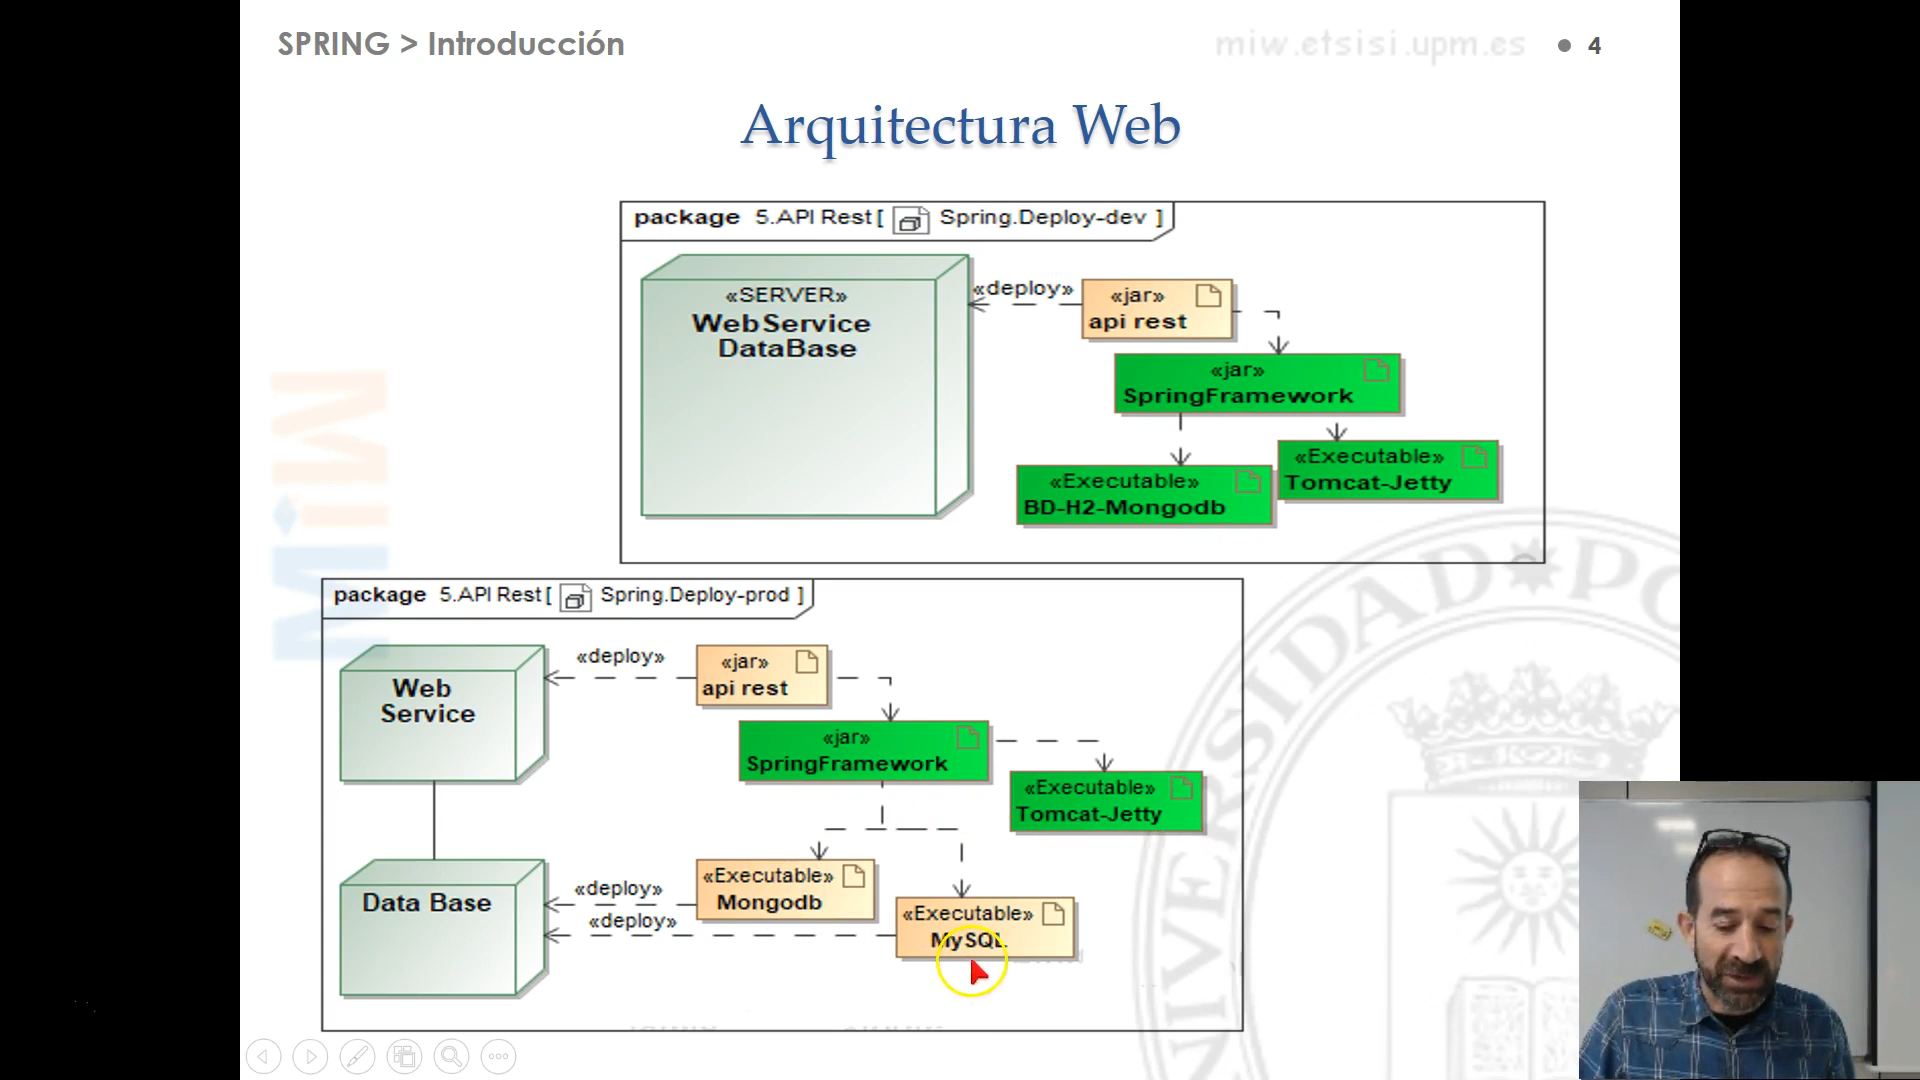 SPRING > Introducción
miw.etsisi.upm.es
4
Arquitectura Web
package 5.API Rest[ Spring.Deploy-dev ]
«SERVER»
WebService
DataBase
«deploy»
«jar»
api rest
«jar»
SpringFramework
«Executable»
BD-H2-Mongodb
«Executable»
Tomcat-Jetty
package 5.API Rest[ Spring.Deploy-prod ]
Web
Service
«deploy»
«jar»
api rest
«jar»
SpringFramework
«Executable»
Tomcat-Jetty
Data Base
«deploy»
«deploy»
«Executable»
Mongodb
«Executable»
MySQL
MIW